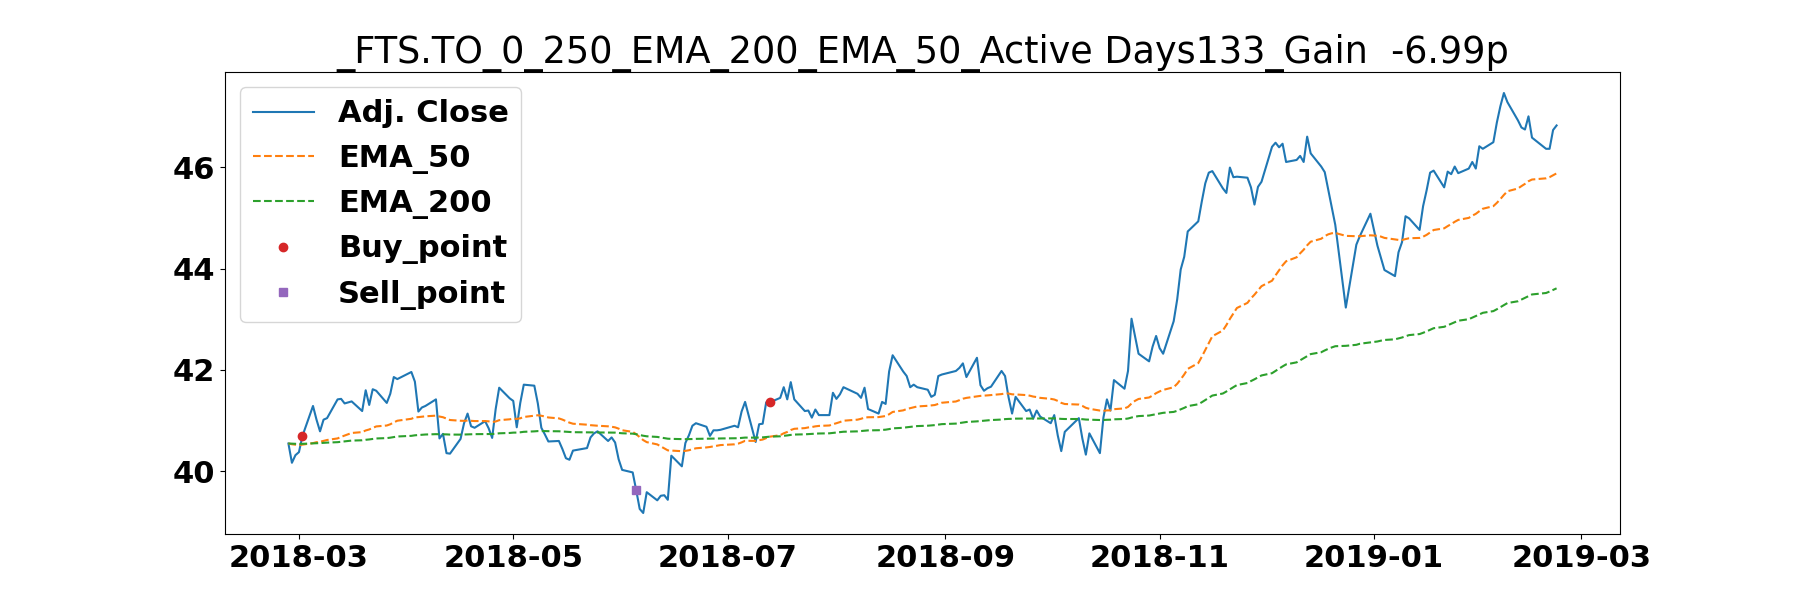 _FTS.TO_0_250_EMA_200_EMA_50_Active Days133_Gain  -6.99p
Adj. Close
EMA_50
EMA_200
Buy_point
Sell_point
46
44
42
40
2018-03 2018-05 2018-07 2018-09 2018-11 2019-01 2019-03